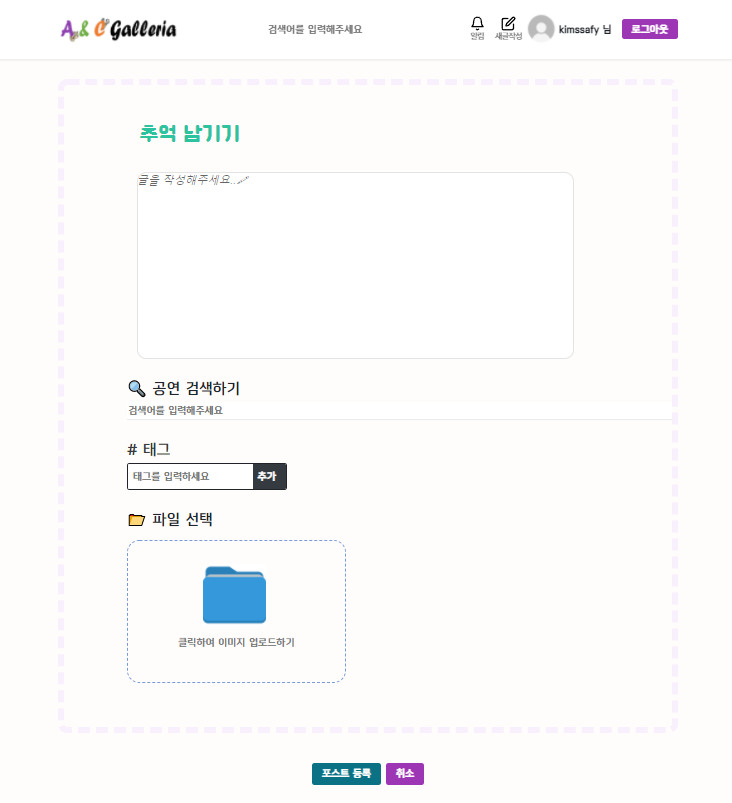 A & C Galleria
검색어를 입력해주세요
알림
새글작성
kimssafy 님
로그아웃
추억 남기기
글을 작성해주세요..🖊
🔍 공연 검색하기
검색어를 입력해주세요
# 태그
태그를 입력하세요
추가
📂 파일 선택
클릭하여 이미지 업로드하기
포스트 등록
취소